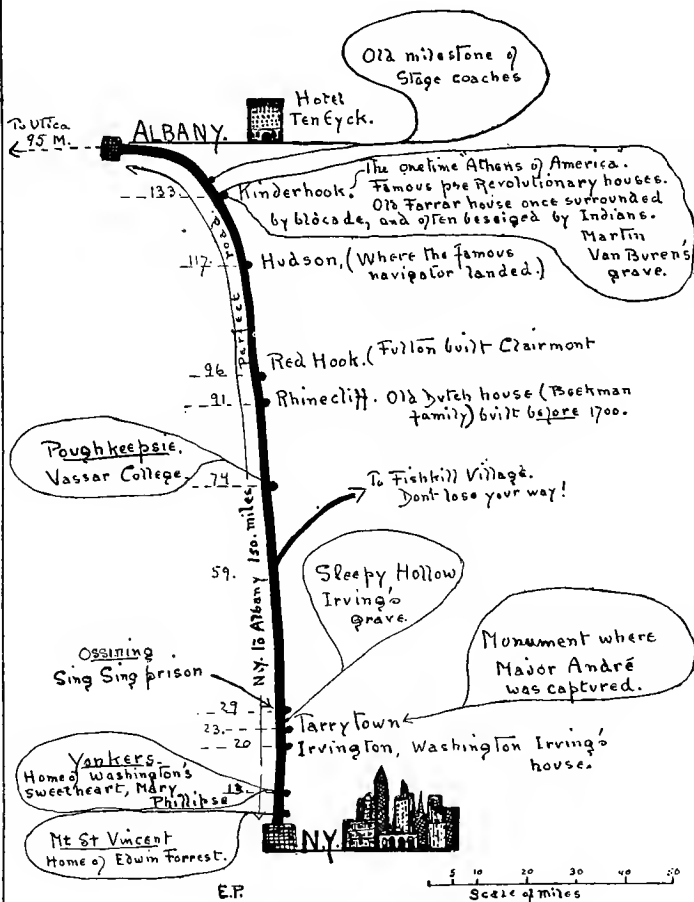 Old milestone of
Stage coaches
Hotel
Ten Eyck.
To Utica
95 M.
ALBANY.
133
Kinderhook.
The onetime Athens of America.
Famous pre Revolutionary houses.
Old Farrar house once surrounded
by blocade, and often beseiged by Indians.
Martin
Van Buren's
grave.
perfect road
117.
Hudson, (Where the famous
navigator landed.)
96
Red Hook. (Fulton built Clairmont
91
Rhinecliff. Old Dutch house (Beekman
family) built before 1700.
Poughkeepsie.
Vassar College
74
To Fishkill Village.
Don't lose your way!
N.Y. to Albany 150. miles
59.
Sleepy Hollow
Irving's
grave.
Monument where
Major André
was captured.
Ossining
Sing Sing prison
29
23
Tarrytown
20
Irvington, Washington Irving's
house.
Yonkers.
Home of Washington's
sweetheart, Mary
Phillipse
Mt St Vincent
Home of Edwin Forrest.
N.Y.
E.P.
5 10 20 30 40 50
Scale of miles